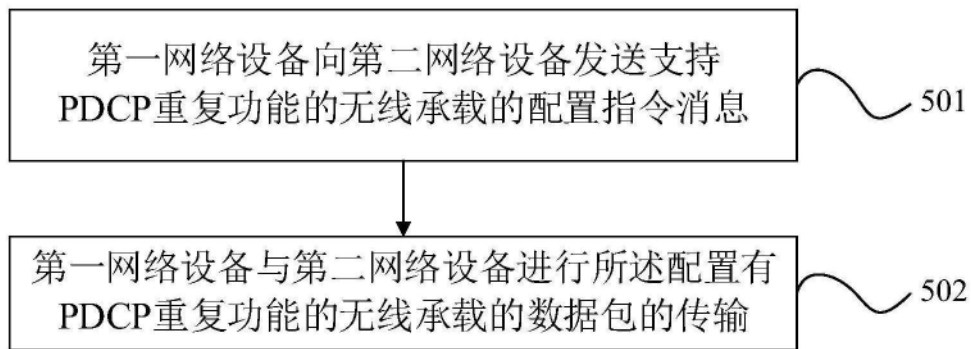 第一网络设备向第二网络设备发送支持
PDCP重复功能的无线承载的配置指令消息
501
第一网络设备与第二网络设备进行所述配置有
PDCP重复功能的无线承载的数据包的传输
502